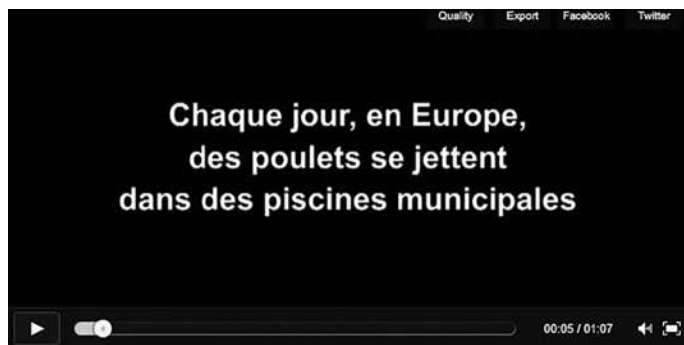 Quality Export Facebook Twitter
Chaque jour, en Europe,
des poulets se jettent
dans des piscines municipales
00:05 / 01:07